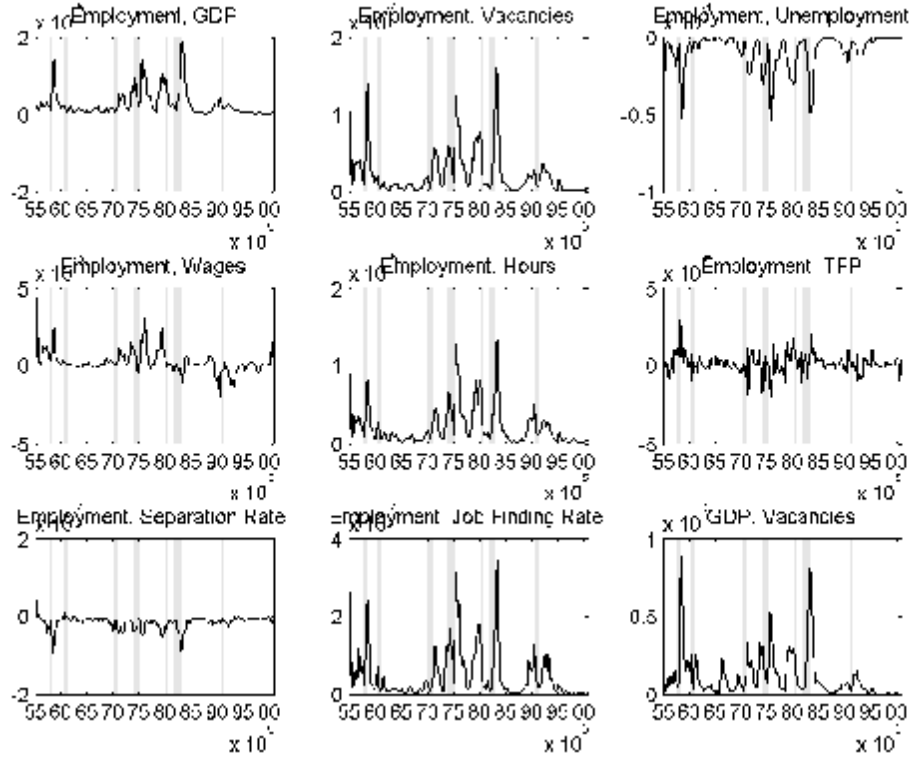 Employment, GDP
Employment, Vacancies
Employment, Unemployment
2
0
-2
2
1
0
0
-0.5
-1
55 60 65 70 75 80 85 90 95 00
55 60 65 70 75 80 85 90 95 00
55 60 65 70 75 80 85 90 95 00
Employment, Wages
Employment, Hours
Employment, TFP
5
0
-5
2
1
0
5
0
-5
55 60 65 70 75 80 85 90 95 00
55 60 65 70 75 80 85 90 95 00
55 60 65 70 75 80 85 90 95 00
Employment, Separation Rate
Employment, Job Finding Rate
GDP, Vacancies
2
0
-2
4
2
0
1
0.5
0
55 60 65 70 75 80 85 90 95 00
55 60 65 70 75 80 85 90 95 00
55 60 65 70 75 80 85 90 95 00